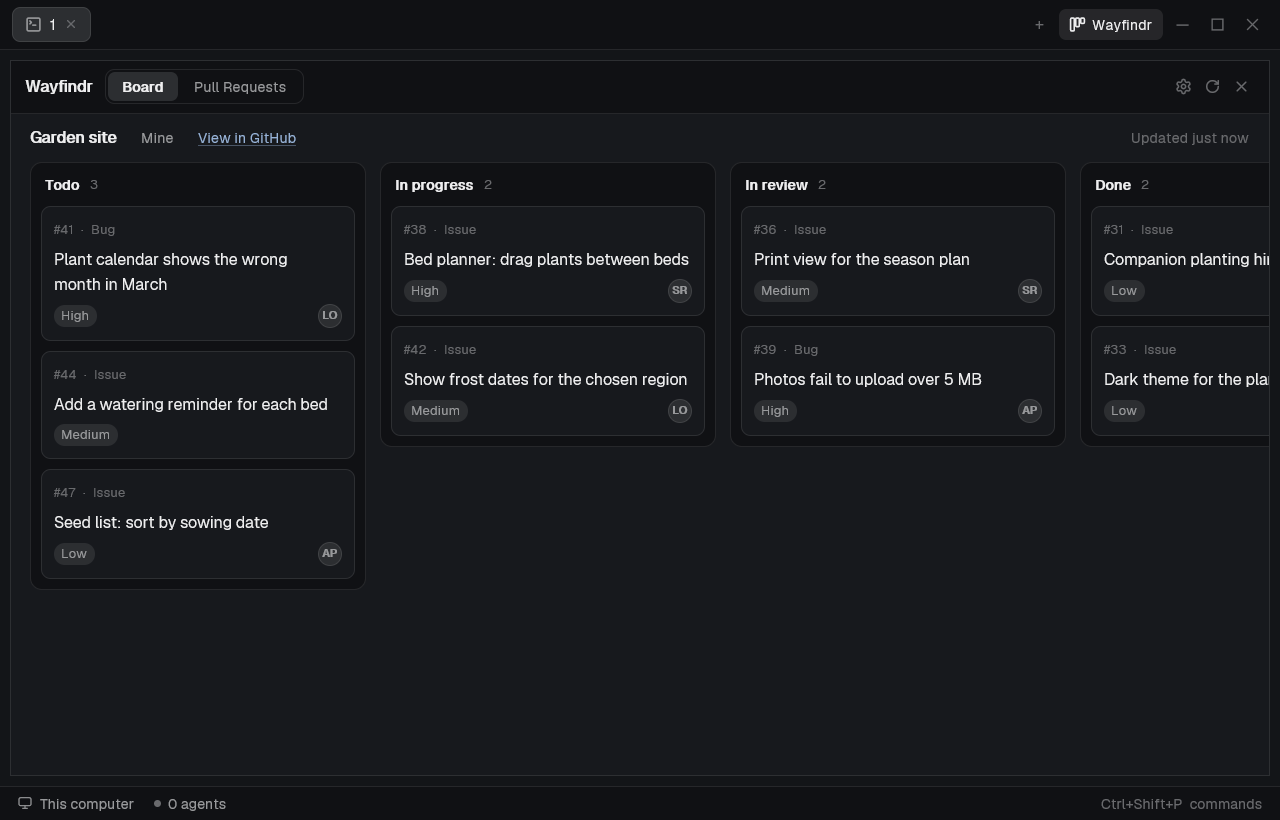 1
+ Wayfindr
Wayfindr Board Pull Requests
Garden site Mine View in GitHub Updated just now
Todo 3
#41 · Bug
Plant calendar shows the wrong
month in March
High LO
#44 · Issue
Add a watering reminder for each bed
Medium
#47 · Issue
Seed list: sort by sowing date
Low AP
In progress 2
#38 · Issue
Bed planner: drag plants between beds
High SR
#42 · Issue
Show frost dates for the chosen region
Medium LO
In review 2
#36 · Issue
Print view for the season plan
Medium SR
#39 · Bug
Photos fail to upload over 5 MB
High AP
Done 2
#31 · Issue
Companion planting
Low
#33 · Issue
Dark theme for the
Low
This computer 0 agents Ctrl+Shift+P commands